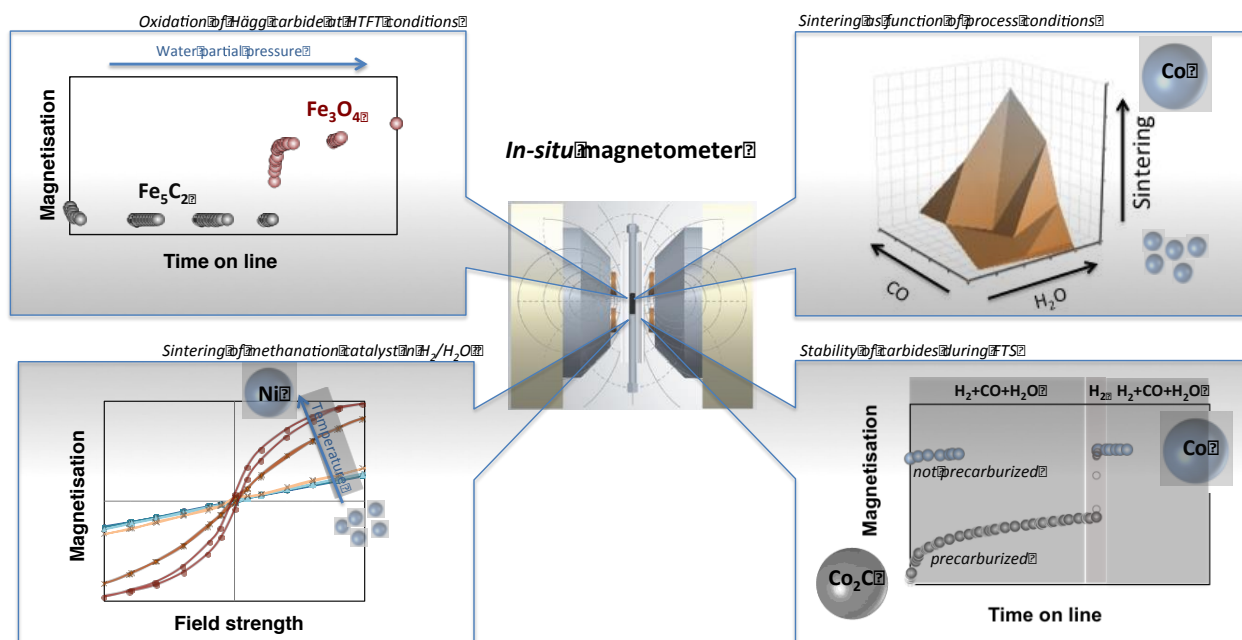 Oxidation of Hägg carbide at HTFT conditions
Water partial pressure
Fe3O4
Fe5C2
Magnetisation
Time on line
Sintering as function of process conditions
Co
Sintering
CO
H2O
In-situ magnetometer
Sintering of methanation catalyst in H2/H2O
Ni
Temperature
Magnetisation
Field strength
Stability of carbides during FTS
H2+CO+H2O H2 H2+CO+H2O
Magnetisation
not precarburized
Co
precarburized
Co2C
Time on line